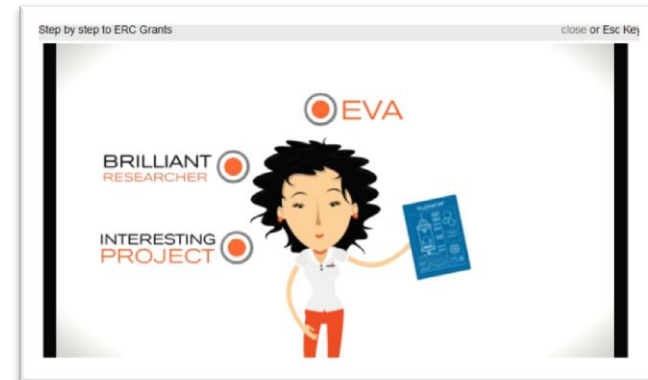 Step by step to ERC Grants
close or Esc Key
EVA
BRILLIANT
RESEARCHER
INTERESTING
PROJECT